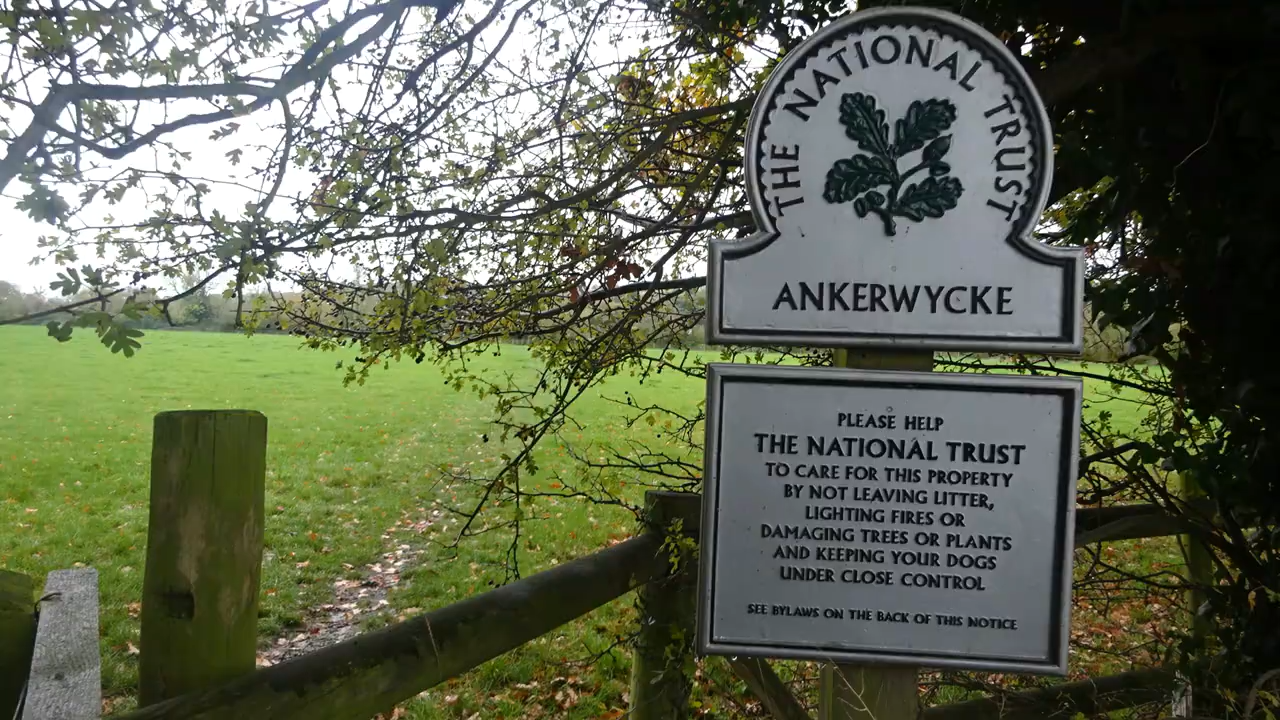 THE NATIONAL TRUST
ANKERWYCKE
PLEASE HELP
THE NATIONAL TRUST
TO CARE FOR THIS PROPERTY
BY NOT LEAVING LITTER,
LIGHTING FIRES OR
DAMAGING TREES OR PLANTS
AND KEEPING YOUR DOGS
UNDER CLOSE CONTROL
SEE BYLAWS ON THE BACK OF THIS NOTICE